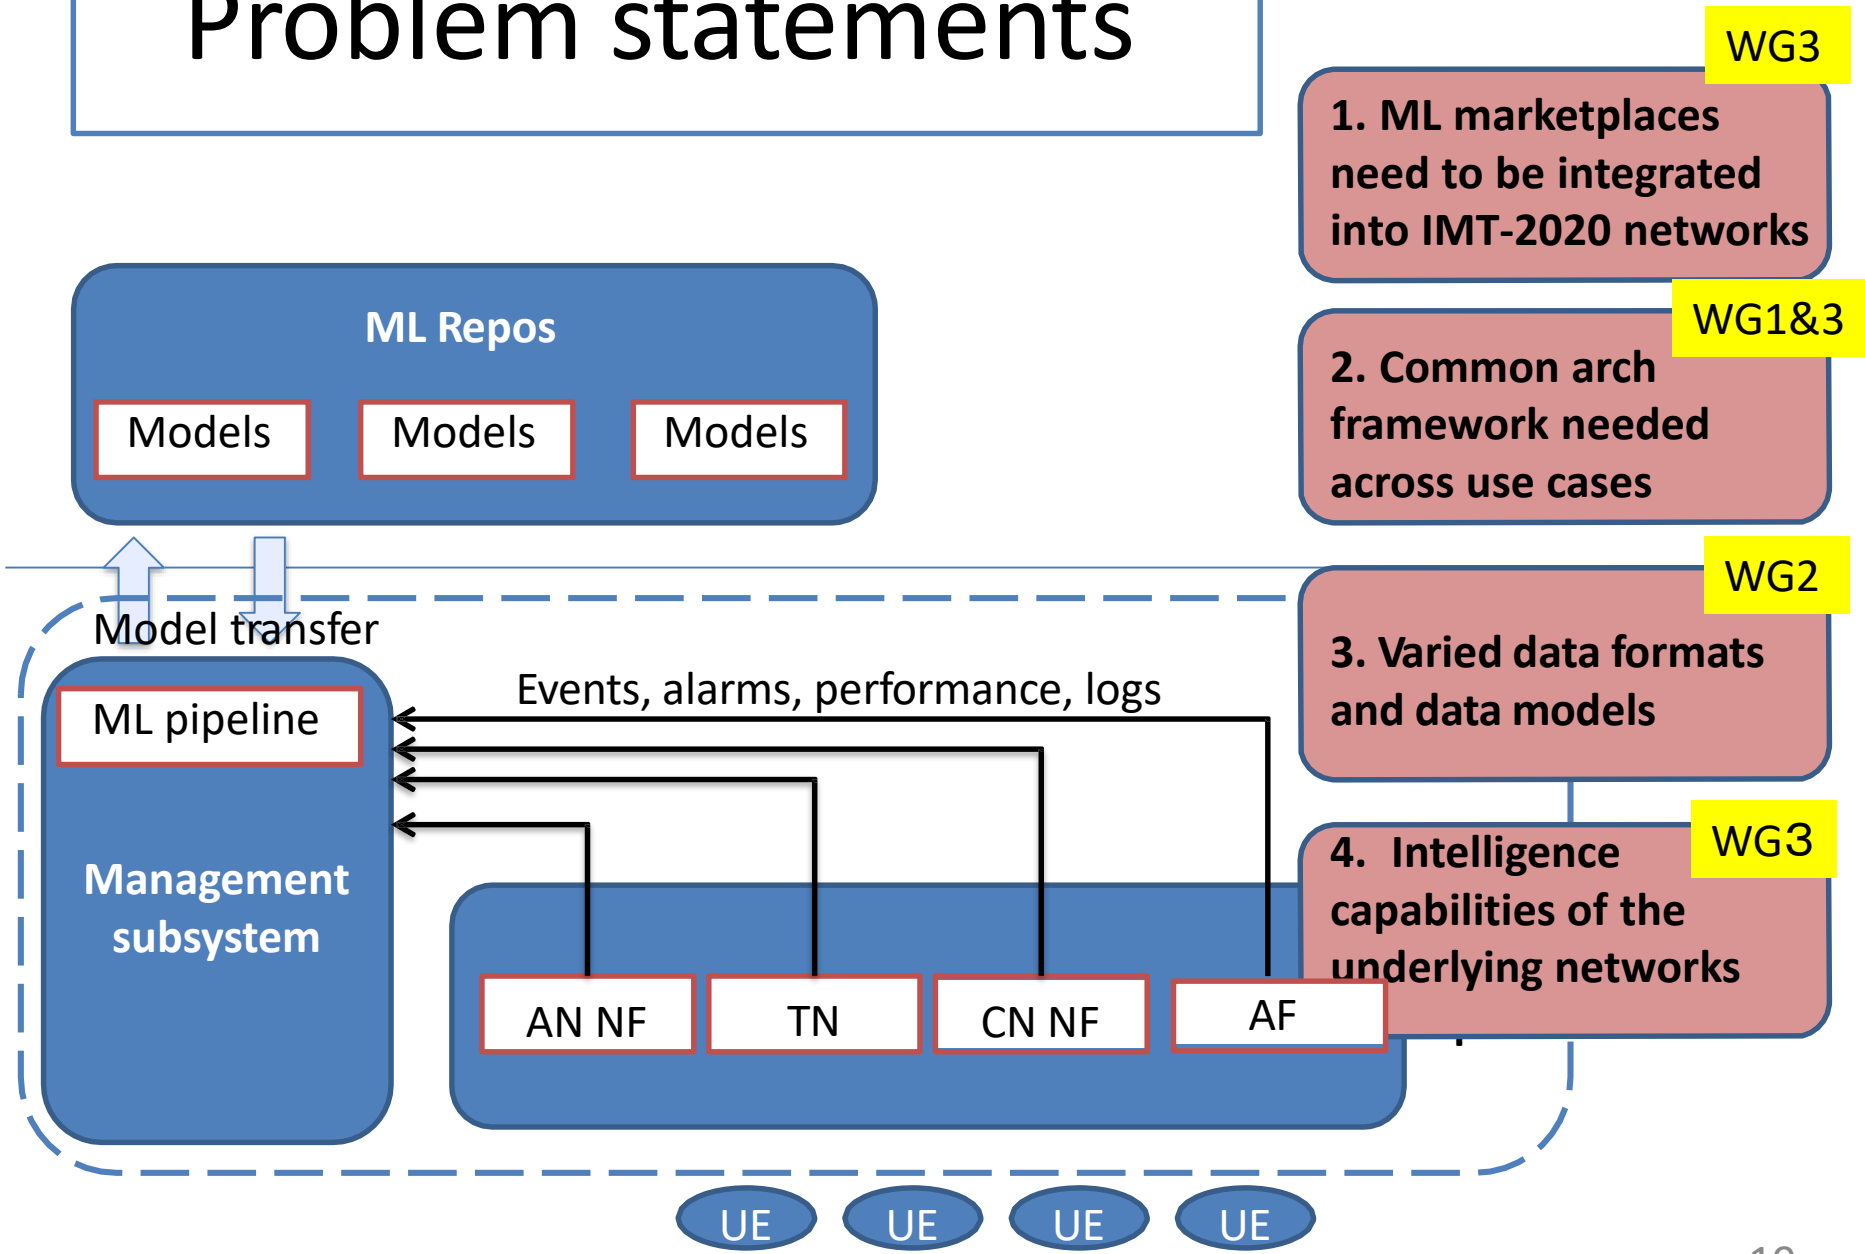 Problem statements
WG3
1. ML marketplaces
need to be integrated
into IMT-2020 networks
ML Repos
Models
Models
Models
WG1&3
2. Common arch
framework needed
across use cases
WG2
3. Varied data formats
and data models
Model transfer
ML pipeline
Events, alarms, performance, logs
Management
subsystem
WG3
4. Intelligence
capabilities of the
underlying networks
AN NF
TN
CN NF
AF
UE
UE
UE
UE